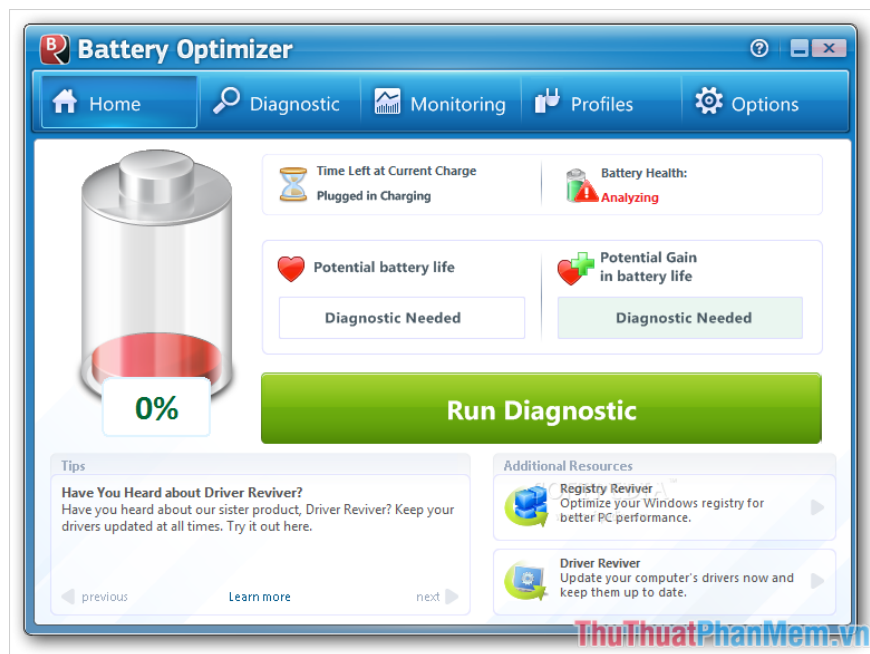 Battery Optimizer
Home
Diagnostic
Monitoring
Profiles
Options
Time Left at Current Charge
Plugged in Charging
Battery Health:
Analyzing
Potential battery life
Diagnostic Needed
Potential Gain
in battery life
Diagnostic Needed
0%
Run Diagnostic
Tips
Have You Heard about Driver Reviver?
Have you heard about our sister product, Driver Reviver? Keep your
drivers updated at all times. Try it out here.
previous
Learn more
next
Additional Resources
Registry Reviver
Optimize your Windows registry for
better PC performance.
Driver Reviver
Update your computer's drivers now and
keep them up to date.
ThuThuatPhanMem.vn